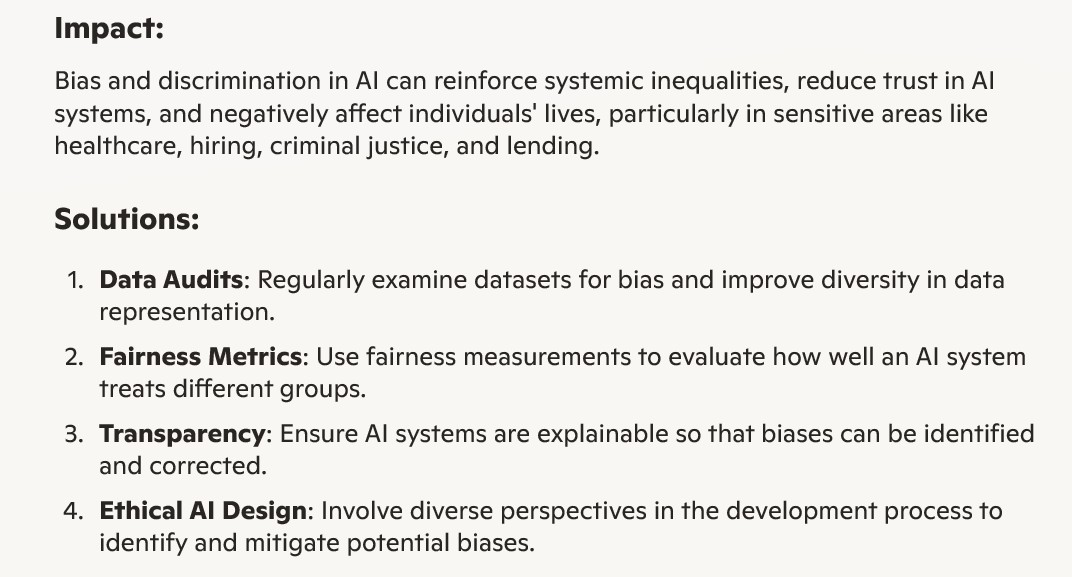 Impact:
Bias and discrimination in AI can reinforce systemic inequalities, reduce trust in AI
systems, and negatively affect individuals' lives, particularly in sensitive areas like
healthcare, hiring, criminal justice, and lending.
Solutions:
1. Data Audits: Regularly examine datasets for bias and improve diversity in data
representation.
2. Fairness Metrics: Use fairness measurements to evaluate how well an AI system
treats different groups.
3. Transparency: Ensure AI systems are explainable so that biases can be identified
and corrected.
4. Ethical AI Design: Involve diverse perspectives in the development process to
identify and mitigate potential biases.